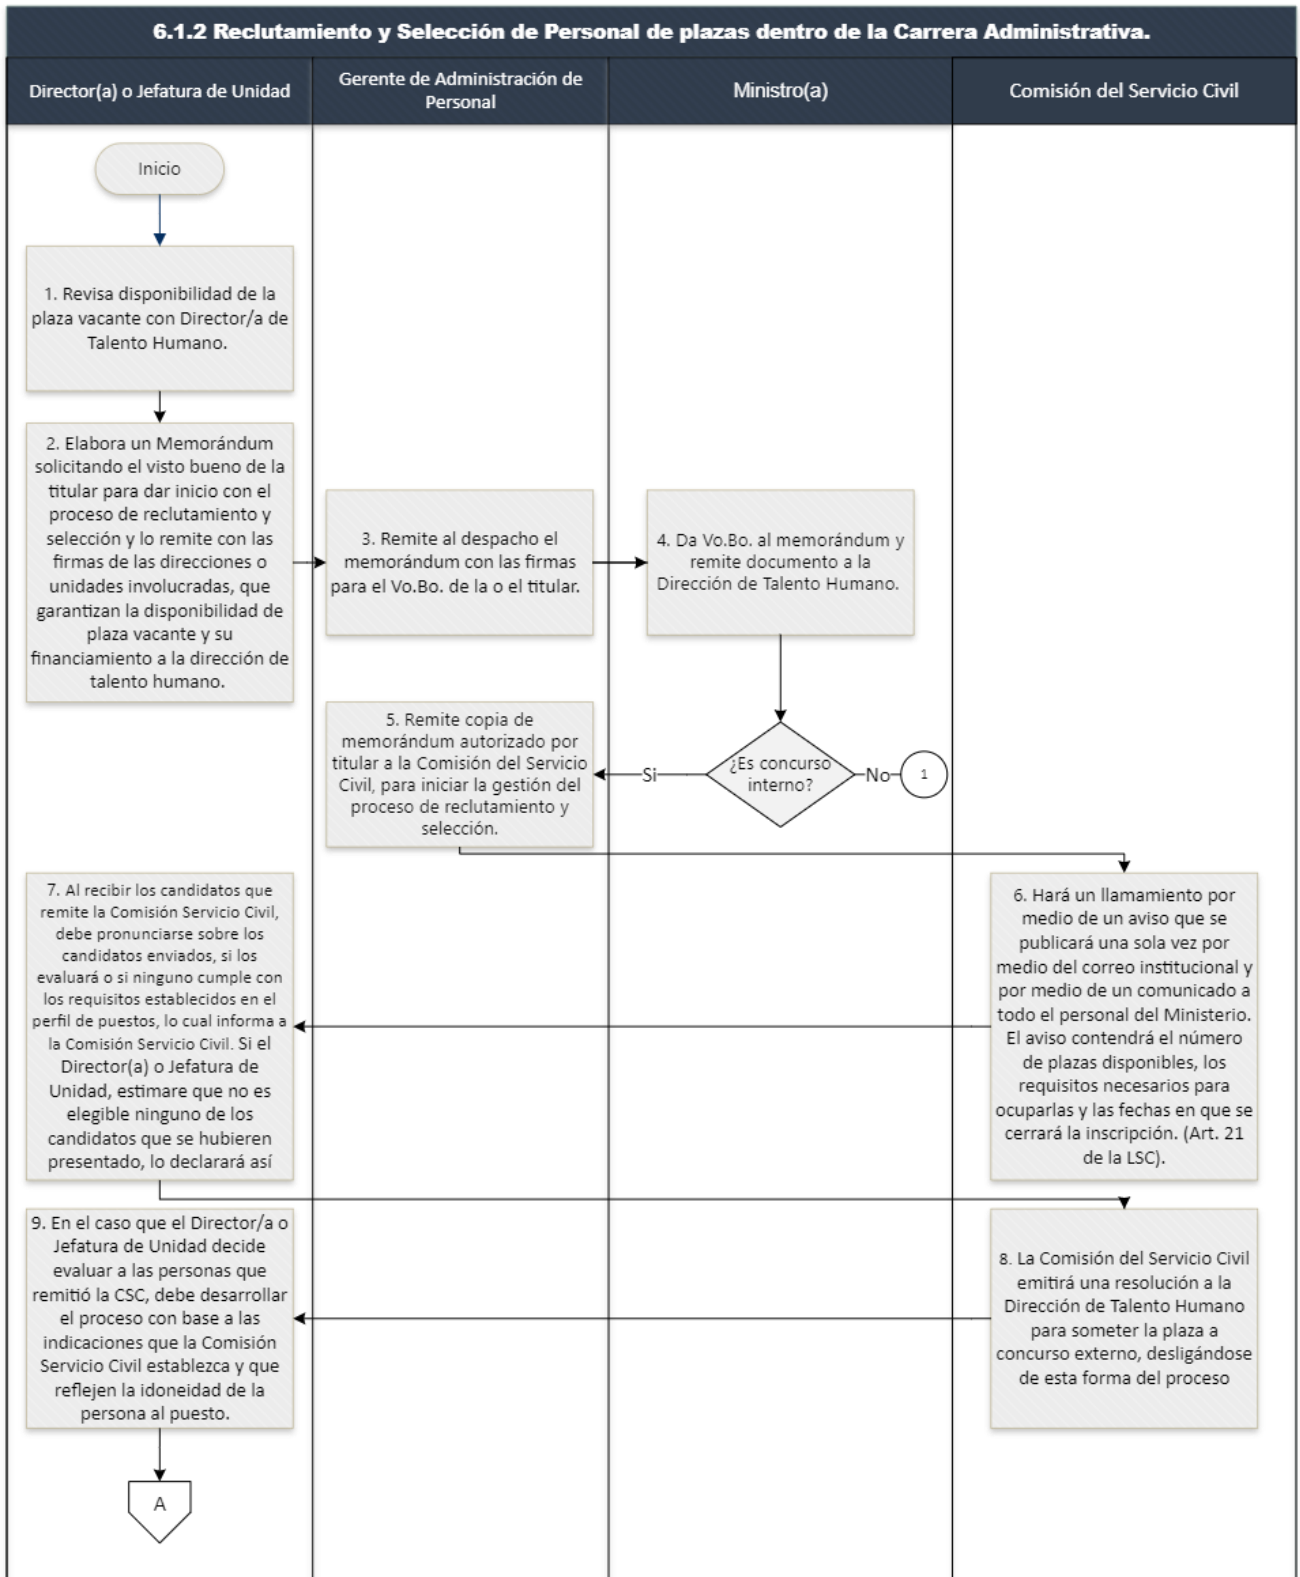 6.1.2 Reclutamiento y Selección de Personal de plazas dentro de la Carrera Administrativa.
Director(a) o Jefatura de Unidad
Gerente de Administración de
Personal
Ministro(a)
Comisión del Servicio Civil
Inicio
1. Revisa disponibilidad de la
plaza vacante con Director/a de
Talento Humano.
2. Elabora un Memorándum
solicitando el visto bueno de la
titular para dar inicio con el
proceso de reclutamiento y
selección y lo remite con las
firmas de las direcciones o
unidades involucradas, que
garantizan la disponibilidad de
plaza vacante y su
financiamiento a la dirección de
talento humano.
3. Remite al despacho el
memorándum con las firmas
para el Vo.Bo. de la o el titular.
4. Da Vo.Bo. al memorándum y
remite documento a la
Dirección de Talento Humano.
¿Es concurso
interno?
Si
No
1
5. Remite copia de
memorándum autorizado por
titular a la Comisión del Servicio
Civil, para iniciar la gestión del
proceso de reclutamiento y
selección.
6. Hará un llamamiento por
medio de un aviso que se
publicará una sola vez por
medio del correo institucional y
por medio de un comunicado a
todo el personal del Ministerio.
El aviso contendrá el número
de plazas disponibles, los
requisitos necesarios para
ocuparlas y las fechas en que se
cerrará la inscripción. (Art. 21
de la LSC).
7. Al recibir los candidatos que
remite la Comisión Servicio Civil,
debe pronunciarse sobre los
candidatos enviados, si los
evaluará o si ninguno cumple con
los requisitos establecidos en el
perfil de puestos, lo cual informa a
la Comisión Servicio Civil. Si el
Director(a) o Jefatura de
Unidad, estimare que no es
elegible ninguno de los
candidatos que se hubieren
presentado, lo declarará así
8. La Comisión del Servicio Civil
emitirá una resolución a la
Dirección de Talento Humano
para someter la plaza a
concurso externo, desligándose
de esta forma del proceso
9. En el caso que el Director/a o
Jefatura de Unidad decide
evaluar a las personas que
remitió la CSC, debe desarrollar
el proceso con base a las
indicaciones que la Comisión
Servicio Civil establezca y que
reflejen la idoneidad de la
persona al puesto.
A